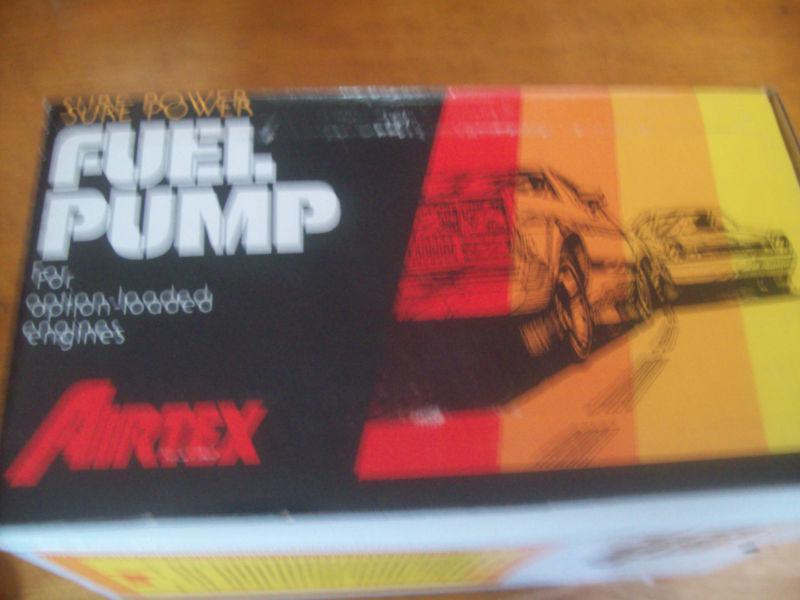 SURE POWER
FUEL
PUMP
For
option-loaded
engines
AIRTEX